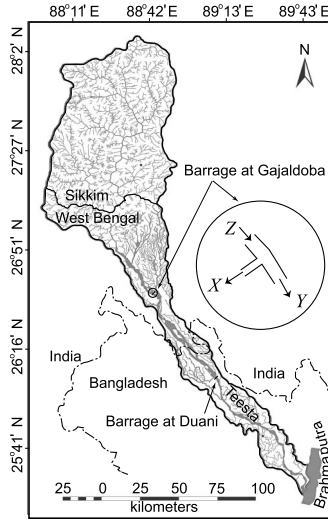 88°11' E 88°42' E 89°13' E 89°43' E
28°2' N
27°27' N
26°51' N
26°16' N
25°41' N
N
Sikkim
West Bengal
Barrage at Gajaldoba
Z
X
Y
India
Bangladesh
India
Barrage at Duani
Teesta
Brahmaputra
25 0 25 50 75 100
kilometers